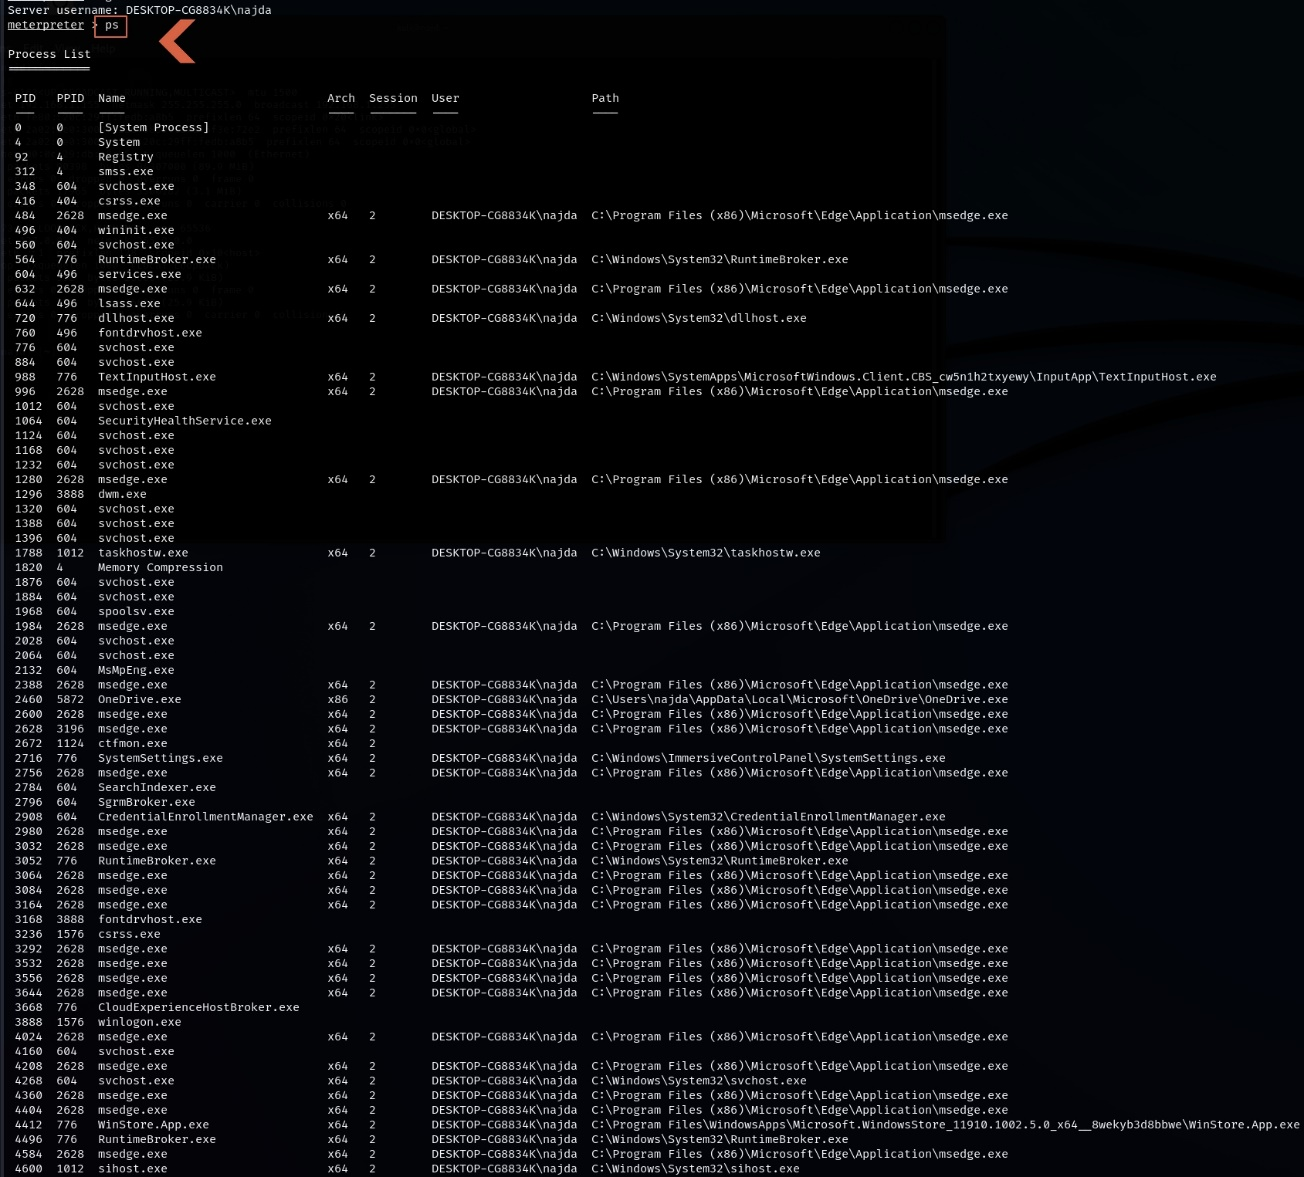 Server username: DESKTOP-CG8834K\najda
meterpreter > ps
Process List
PID PPID Name Arch Session User Path
0 0 [System Process]
4 0 System
92 4 Registry
312 4 smss.exe
348 604 svchost.exe
416 404 csrss.exe
484 2628 msedge.exe x64 2 DESKTOP-CG8834K\najda C:\Program Files (x86)\Microsoft\Edge\Application\msedge.exe
496 404 wininit.exe
560 604 svchost.exe
564 776 RuntimeBroker.exe x64 2 DESKTOP-CG8834K\najda C:\Windows\System32\RuntimeBroker.exe
604 496 services.exe
632 2628 msedge.exe x64 2 DESKTOP-CG8834K\najda C:\Program Files (x86)\Microsoft\Edge\Application\msedge.exe
644 496 lsass.exe
720 776 dllhost.exe x64 2 DESKTOP-CG8834K\najda C:\Windows\System32\dllhost.exe
760 496 fontdrvhost.exe
776 604 svchost.exe
884 604 svchost.exe
988 776 TextInputHost.exe x64 2 DESKTOP-CG8834K\najda C:\Windows\SystemApps\MicrosoftWindows.Client.CBS_cw5n1h2txyewy\InputApp\TextInputHost.exe
996 2628 msedge.exe x64 2 DESKTOP-CG8834K\najda C:\Program Files (x86)\Microsoft\Edge\Application\msedge.exe
1012 604 svchost.exe
1064 604 SecurityHealthService.exe
1124 604 svchost.exe
1168 604 svchost.exe
1232 604 svchost.exe
1280 2628 msedge.exe x64 2 DESKTOP-CG8834K\najda C:\Program Files (x86)\Microsoft\Edge\Application\msedge.exe
1296 3888 dwm.exe
1320 604 svchost.exe
1388 604 svchost.exe
1396 604 svchost.exe
1788 1012 taskhostw.exe x64 2 DESKTOP-CG8834K\najda C:\Windows\System32\taskhostw.exe
1820 4 Memory Compression
1876 604 svchost.exe
1884 604 svchost.exe
1968 604 spoolsv.exe
1984 2628 msedge.exe x64 2 DESKTOP-CG8834K\najda C:\Program Files (x86)\Microsoft\Edge\Application\msedge.exe
2028 604 svchost.exe
2064 604 svchost.exe
2132 604 MsMpEng.exe
2388 2628 msedge.exe x64 2 DESKTOP-CG8834K\najda C:\Program Files (x86)\Microsoft\Edge\Application\msedge.exe
2460 5872 OneDrive.exe x86 2 DESKTOP-CG8834K\najda C:\Users\najda\AppData\Local\Microsoft\OneDrive\OneDrive.exe
2600 2628 msedge.exe x64 2 DESKTOP-CG8834K\najda C:\Program Files (x86)\Microsoft\Edge\Application\msedge.exe
2628 3196 msedge.exe x64 2 DESKTOP-CG8834K\najda C:\Program Files (x86)\Microsoft\Edge\Application\msedge.exe
2672 1124 ctfmon.exe x64 2
2716 776 SystemSettings.exe x64 2 DESKTOP-CG8834K\najda C:\Windows\ImmersiveControlPanel\SystemSettings.exe
2756 2628 msedge.exe x64 2 DESKTOP-CG8834K\najda C:\Program Files (x86)\Microsoft\Edge\Application\msedge.exe
2784 604 SearchIndexer.exe
2796 604 SgrmBroker.exe
2908 604 CredentialEnrollmentManager.exe x64 2 DESKTOP-CG8834K\najda C:\Windows\System32\CredentialEnrollmentManager.exe
2980 2628 msedge.exe x64 2 DESKTOP-CG8834K\najda C:\Program Files (x86)\Microsoft\Edge\Application\msedge.exe
3032 2628 msedge.exe x64 2 DESKTOP-CG8834K\najda C:\Program Files (x86)\Microsoft\Edge\Application\msedge.exe
3052 776 RuntimeBroker.exe x64 2 DESKTOP-CG8834K\najda C:\Windows\System32\RuntimeBroker.exe
3064 2628 msedge.exe x64 2 DESKTOP-CG8834K\najda C:\Program Files (x86)\Microsoft\Edge\Application\msedge.exe
3084 2628 msedge.exe x64 2 DESKTOP-CG8834K\najda C:\Program Files (x86)\Microsoft\Edge\Application\msedge.exe
3164 2628 msedge.exe x64 2 DESKTOP-CG8834K\najda C:\Program Files (x86)\Microsoft\Edge\Application\msedge.exe
3168 3888 fontdrvhost.exe
3236 1576 csrss.exe
3292 2628 msedge.exe x64 2 DESKTOP-CG8834K\najda C:\Program Files (x86)\Microsoft\Edge\Application\msedge.exe
3532 2628 msedge.exe x64 2 DESKTOP-CG8834K\najda C:\Program Files (x86)\Microsoft\Edge\Application\msedge.exe
3556 2628 msedge.exe x64 2 DESKTOP-CG8834K\najda C:\Program Files (x86)\Microsoft\Edge\Application\msedge.exe
3644 2628 msedge.exe x64 2 DESKTOP-CG8834K\najda C:\Program Files (x86)\Microsoft\Edge\Application\msedge.exe
3668 776 CloudExperienceHostBroker.exe
3888 1576 winlogon.exe
4024 2628 msedge.exe x64 2 DESKTOP-CG8834K\najda C:\Program Files (x86)\Microsoft\Edge\Application\msedge.exe
4160 604 svchost.exe
4208 2628 msedge.exe x64 2 DESKTOP-CG8834K\najda C:\Program Files (x86)\Microsoft\Edge\Application\msedge.exe
4268 604 svchost.exe x64 2 DESKTOP-CG8834K\najda C:\Windows\System32\svchost.exe
4360 2628 msedge.exe x64 2 DESKTOP-CG8834K\najda C:\Program Files (x86)\Microsoft\Edge\Application\msedge.exe
4404 2628 msedge.exe x64 2 DESKTOP-CG8834K\najda C:\Program Files (x86)\Microsoft\Edge\Application\msedge.exe
4412 776 WinStore.App.exe x64 2 DESKTOP-CG8834K\najda C:\Program Files\WindowsApps\Microsoft.WindowsStore_11910.1002.5.0_x64__8wekyb3d8bbwe\WinStore.App.exe
4496 776 RuntimeBroker.exe x64 2 DESKTOP-CG8834K\najda C:\Windows\System32\RuntimeBroker.exe
4584 2628 msedge.exe x64 2 DESKTOP-CG8834K\najda C:\Program Files (x86)\Microsoft\Edge\Application\msedge.exe
4600 1012 sihost.exe x64 2 DESKTOP-CG8834K\najda C:\Windows\System32\sihost.exe